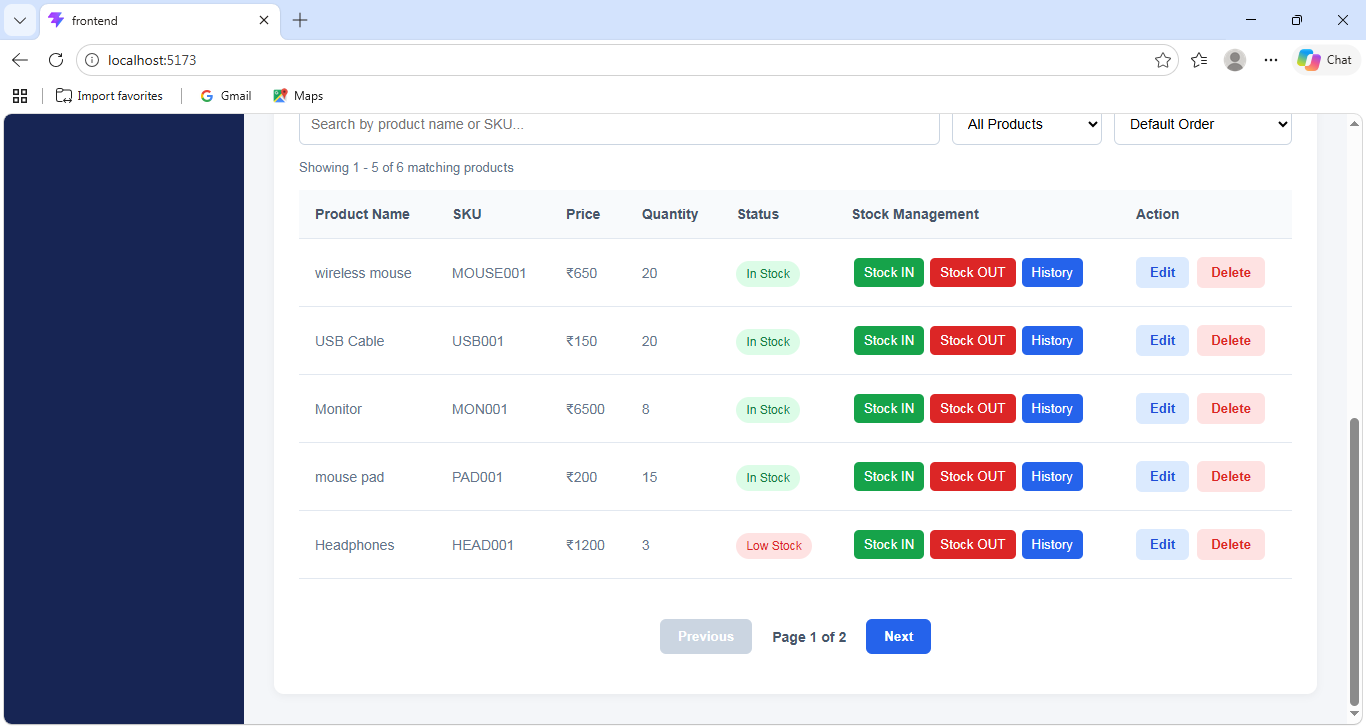 frontend
localhost:5173
Chat
Import favorites
Gmail
Maps
Search by product name or SKU...
All Products
Default Order
Showing 1 - 5 of 6 matching products
Product Name SKU Price Quantity Status Stock Management Action
wireless mouse MOUSE001 ₹650 20 In Stock Stock IN Stock OUT History Edit Delete
USB Cable USB001 ₹150 20 In Stock Stock IN Stock OUT History Edit Delete
Monitor MON001 ₹6500 8 In Stock Stock IN Stock OUT History Edit Delete
mouse pad PAD001 ₹200 15 In Stock Stock IN Stock OUT History Edit Delete
Headphones HEAD001 ₹1200 3 Low Stock Stock IN Stock OUT History Edit Delete
Previous Page 1 of 2 Next